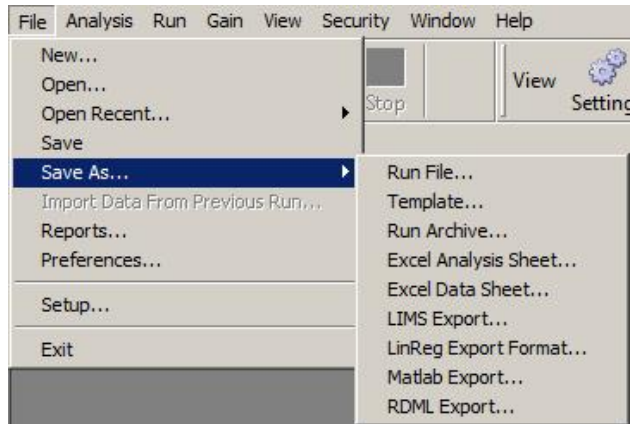 File Analysis Run Gain View Security Window Help
New...
Open...
Open Recent...
Save
Save As...
Import Data From Previous Run...
Reports...
Preferences...
Setup...
Exit
Stop
View
Setting
Run File...
Template...
Run Archive...
Excel Analysis Sheet...
Excel Data Sheet...
LIMS Export...
LinReg Export Format...
Matlab Export...
RDML Export...